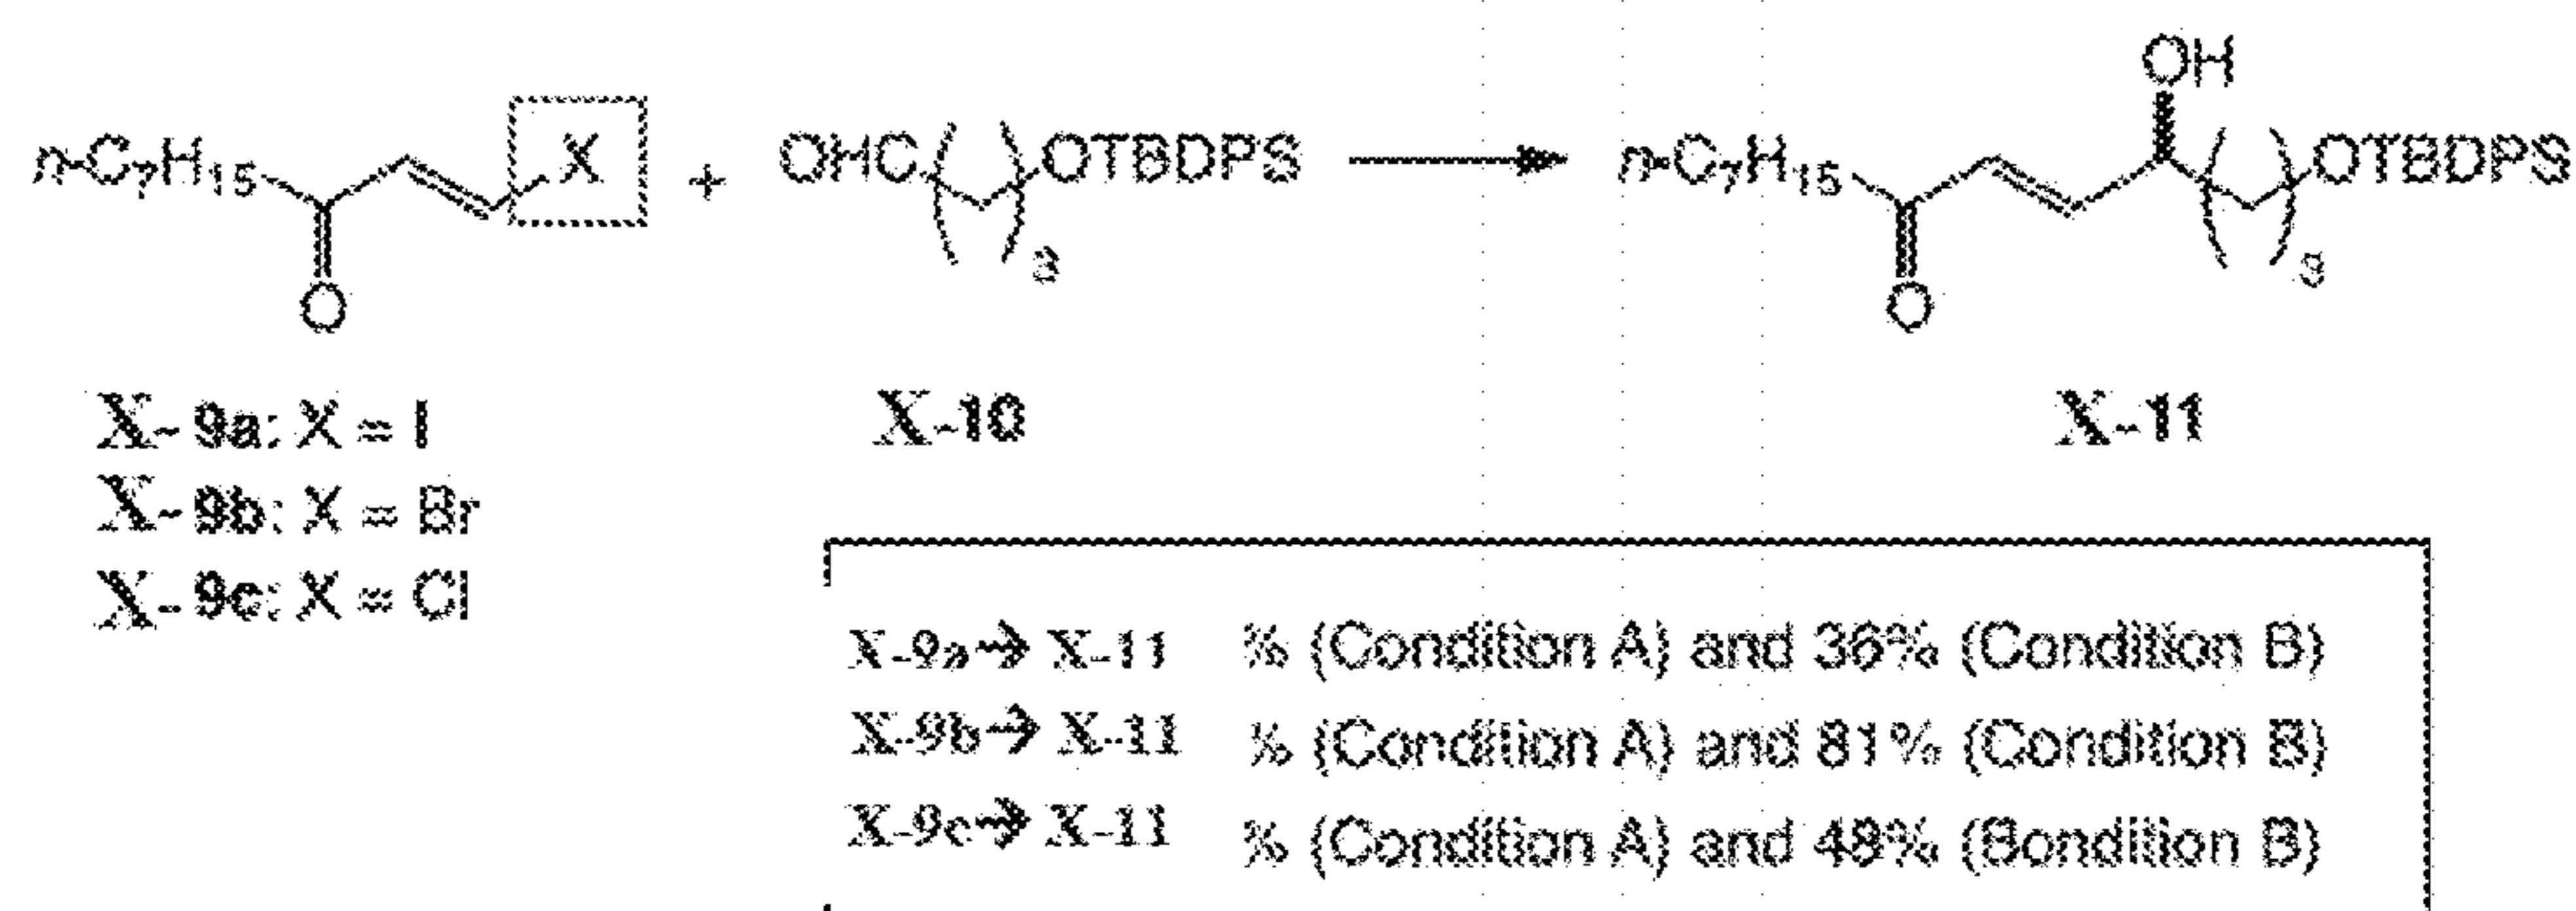 OH
n-C7H15 X + OHC OTBDPS n-C7H15 OTBDPS
3 3
O O
X-9a: X = I X-10 X-11
X-9b: X = Br
X-9c: X = Cl
X-9a→ X-11 % (Condition A) and 36% (Condition B)
X-9b→ X-11 % (Condition A) and 81% (Condition B)
X-9c→ X-11 % (Condition A) and 48% (Bondition B)